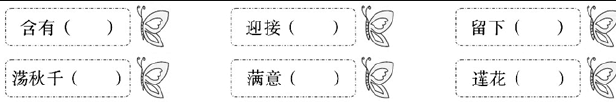 含有（　　） 迎接（　　） 留下（　　）
荡秋千（　　） 满意（　　） 莲花（　　）